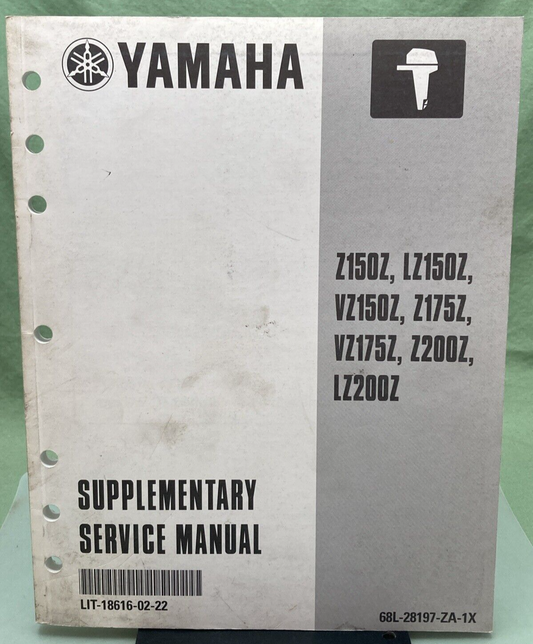 YAMAHA
Z150Z, LZ150Z,
VZ150Z, Z175Z,
VZ175Z, Z200Z,
LZ200Z
SUPPLEMENTARY
SERVICE MANUAL
LIT-18616-02-22
68L-28197-ZA-1X